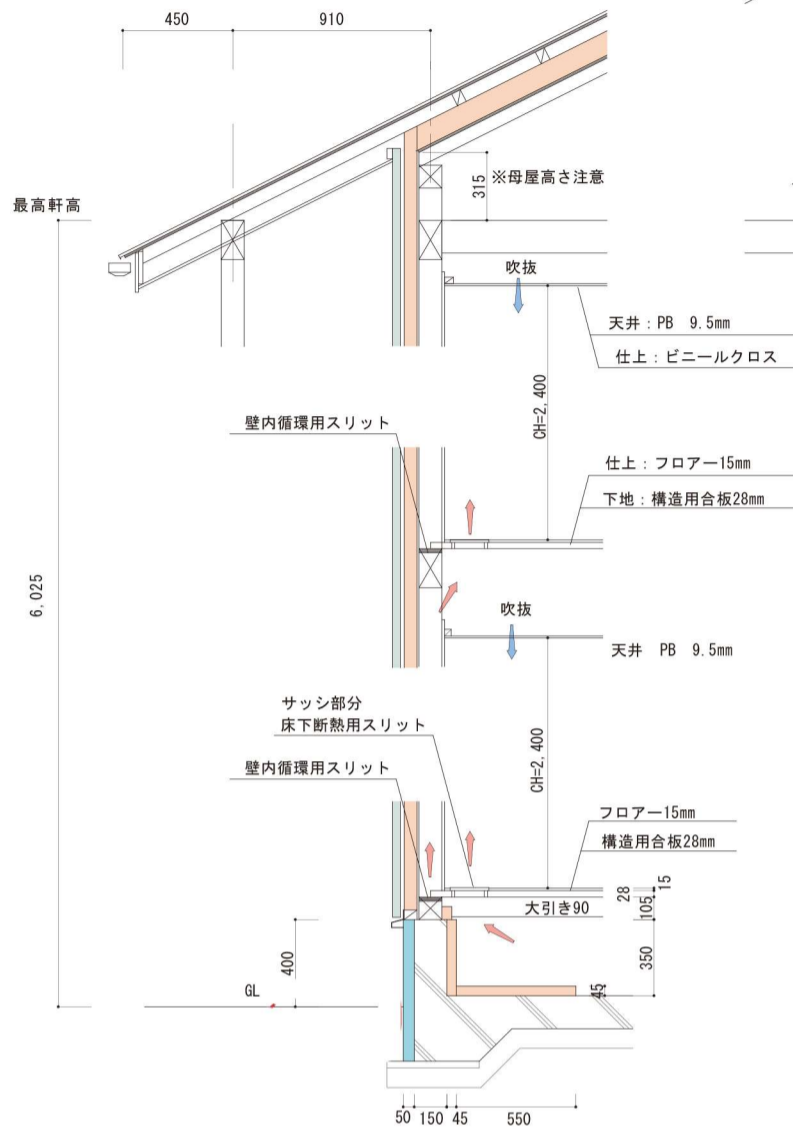 450
910
※母屋高さ注意
315
最高軒高
吹抜
天井：PB 9.5mm
仕上：ビニールクロス
CH=2,400
壁内循環用スリット
仕上：フロアー15mm
下地：構造用合板28mm
6,025
吹抜
天井 PB 9.5mm
サッシ部分
床下断熱用スリット
CH=2,400
壁内循環用スリット
フロアー15mm
構造用合板28mm
15
28
大引き90
105
400
350
GL
45
50 150 45 550